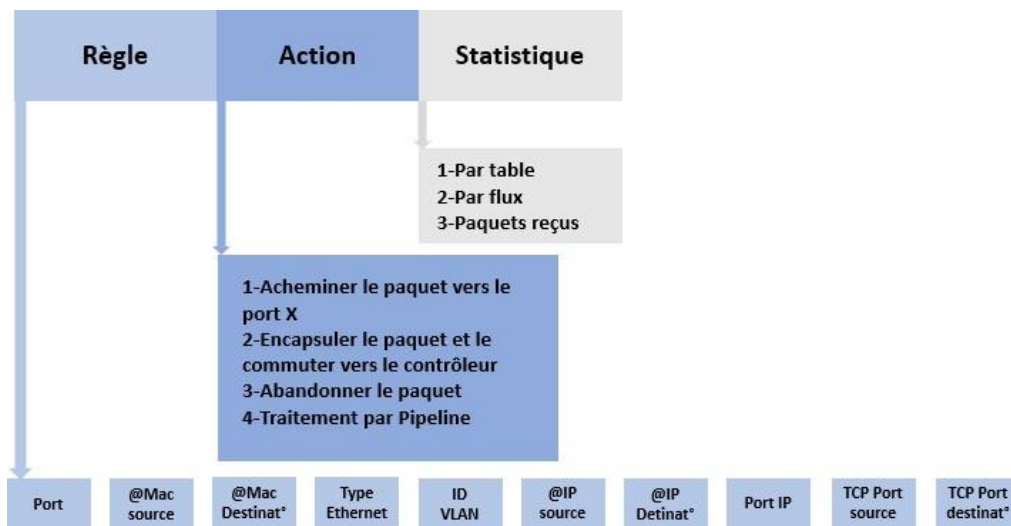 Règle
Action
Statistique
1-Par table
2-Par flux
3-Paquets reçus
1-Acheminer le paquet vers le
port X
2-Encapsuler le paquet et le
commuter vers le contrôleur
3-Abandonner le paquet
4-Traitement par Pipeline
Port
@Mac
source
@Mac
Destinat°
Type
Ethernet
ID
VLAN
@IP
source
@IP
Detinat°
Port IP
TCP Port
source
TCP Port
destinat°